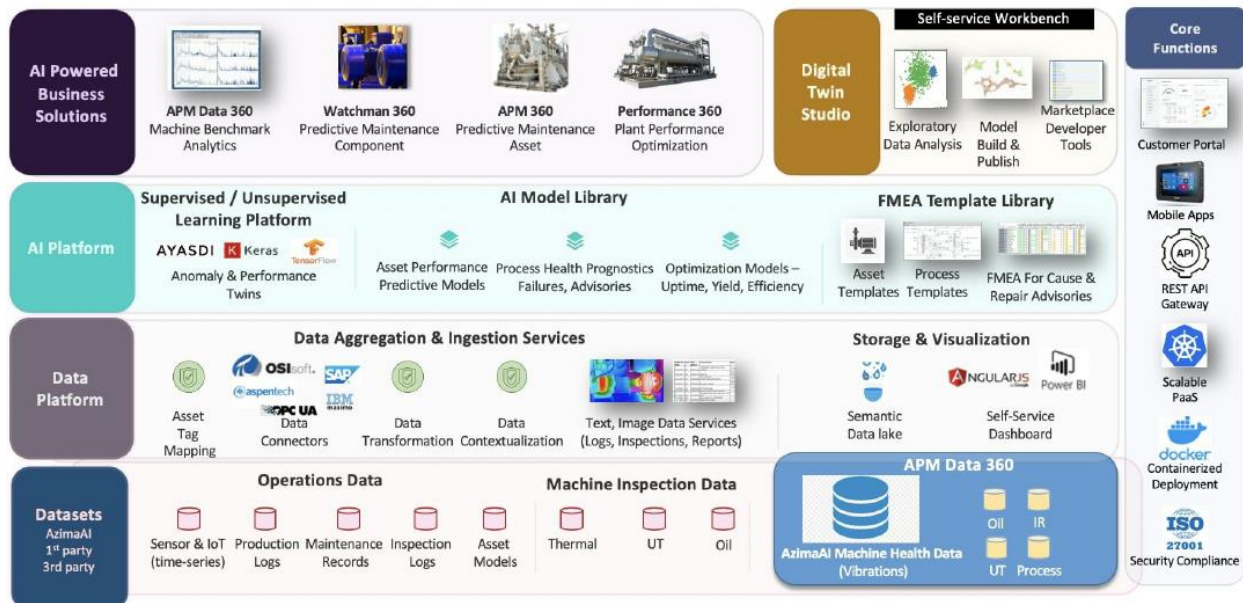 AI Powered
Business
Solutions
APM Data 360
Machine Benchmark
Analytics
Watchman 360
Predictive Maintenance
Component
APM 360
Predictive Maintenance
Asset
Performance 360
Plant Performance
Optimization
Digital
Twin
Studio
Self-service Workbench
Exploratory
Data Analysis
Model
Build &
Publish
Marketplace
Developer
Tools
Core
Functions
Customer Portal
Mobile Apps
API
REST API
Gateway
Scalable
PaaS
docker
Containerized
Deployment
ISO
27001
Security Compliance
AI Platform
Supervised / Unsupervised
Learning Platform
AYASDI
K Keras
TensorFlow
Anomaly & Performance
Twins
AI Model Library
Asset Performance
Predictive Models
Process Health Prognostics
Failures, Advisories
Optimization Models –
Uptime, Yield, Efficiency
FMEA Template Library
Asset
Templates
Process
Templates
FMEA For Cause &
Repair Advisories
Data
Platform
Data Aggregation & Ingestion Services
Asset
Tag
Mapping
OSIsoft.
aspentech
OPC UA
SAP
IBM
maximo
Data
Connectors
Data
Transformation
Data
Contextualization
Text, Image Data Services
(Logs, Inspections, Reports)
Storage & Visualization
Semantic
Data lake
ANGULARJS
Power BI
Self-Service
Dashboard
Datasets
AzimaAI
1st party
3rd party
Operations Data
Sensor & IoT
(time-series)
Production
Logs
Maintenance
Records
Inspection
Logs
Asset
Models
Machine Inspection Data
Thermal
UT
Oil
APM Data 360
AzimaAI Machine Health Data
(Vibrations)
Oil
IR
UT
Process